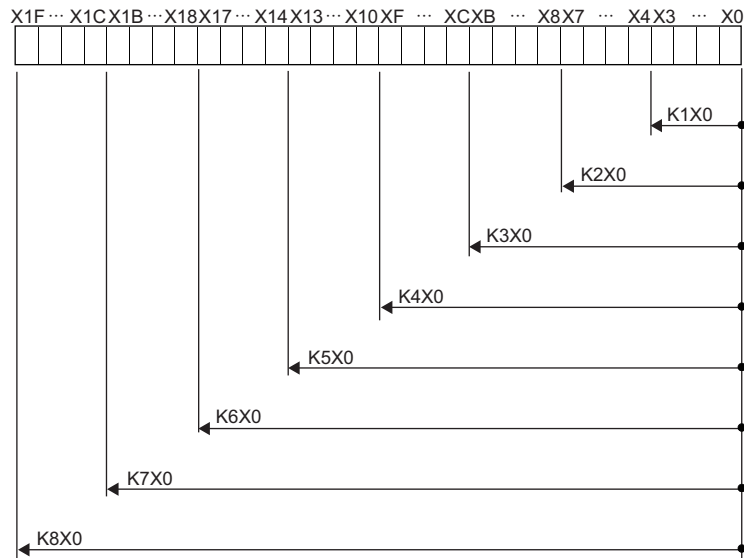 X1F ··· X1C X1B ··· X18 X17 ··· X14 X13 ··· X10 XF ··· XC XB ··· X8 X7 ··· X4 X3 ··· X0
K1X0
K2X0
K3X0
K4X0
K5X0
K6X0
K7X0
K8X0